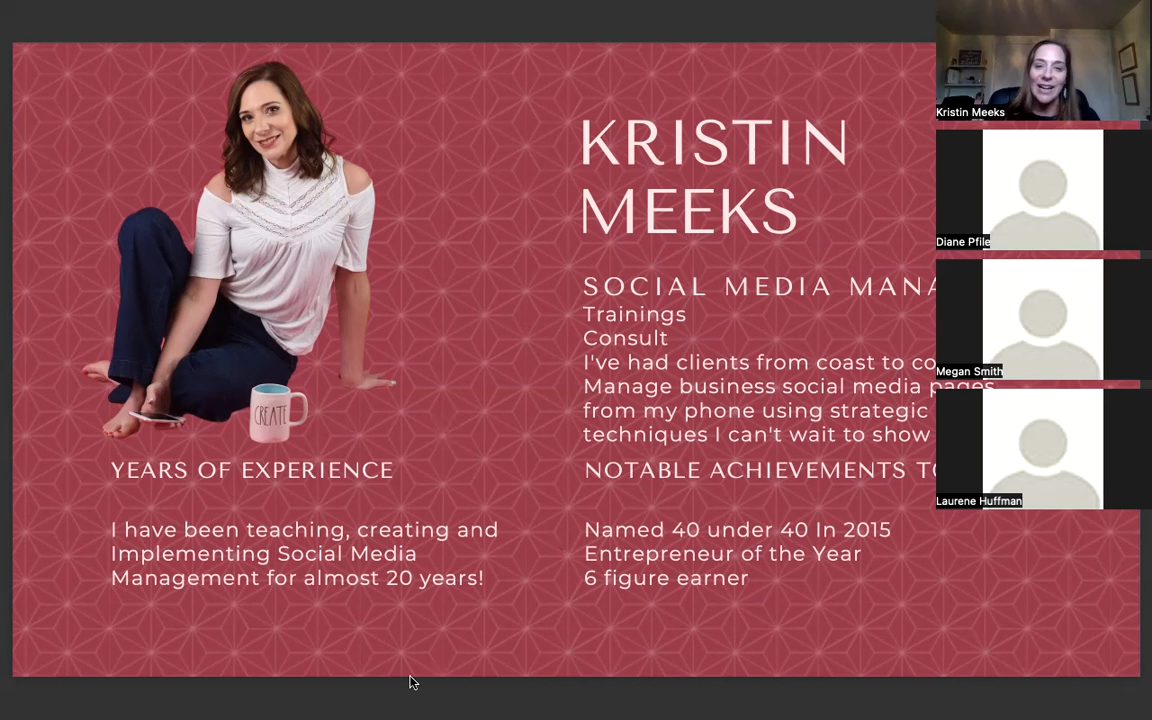 KRISTIN
MEEKS
SOCIAL MEDIA
Trainings
Consult
I've had clients from coast to
Manage business social media pages
from my phone using strategic
techniques I can't wait to show
CREATE
YEARS OF EXPERIENCE
I have been teaching, creating and
Implementing Social Media
Management for almost 20 years!
NOTABLE ACHIEVEMENTS
Named 40 under 40 In 2015
Entrepreneur of the Year
6 figure earner
Kristin Meeks
Diane Pfile
Megan Smith
Laurene Huffman